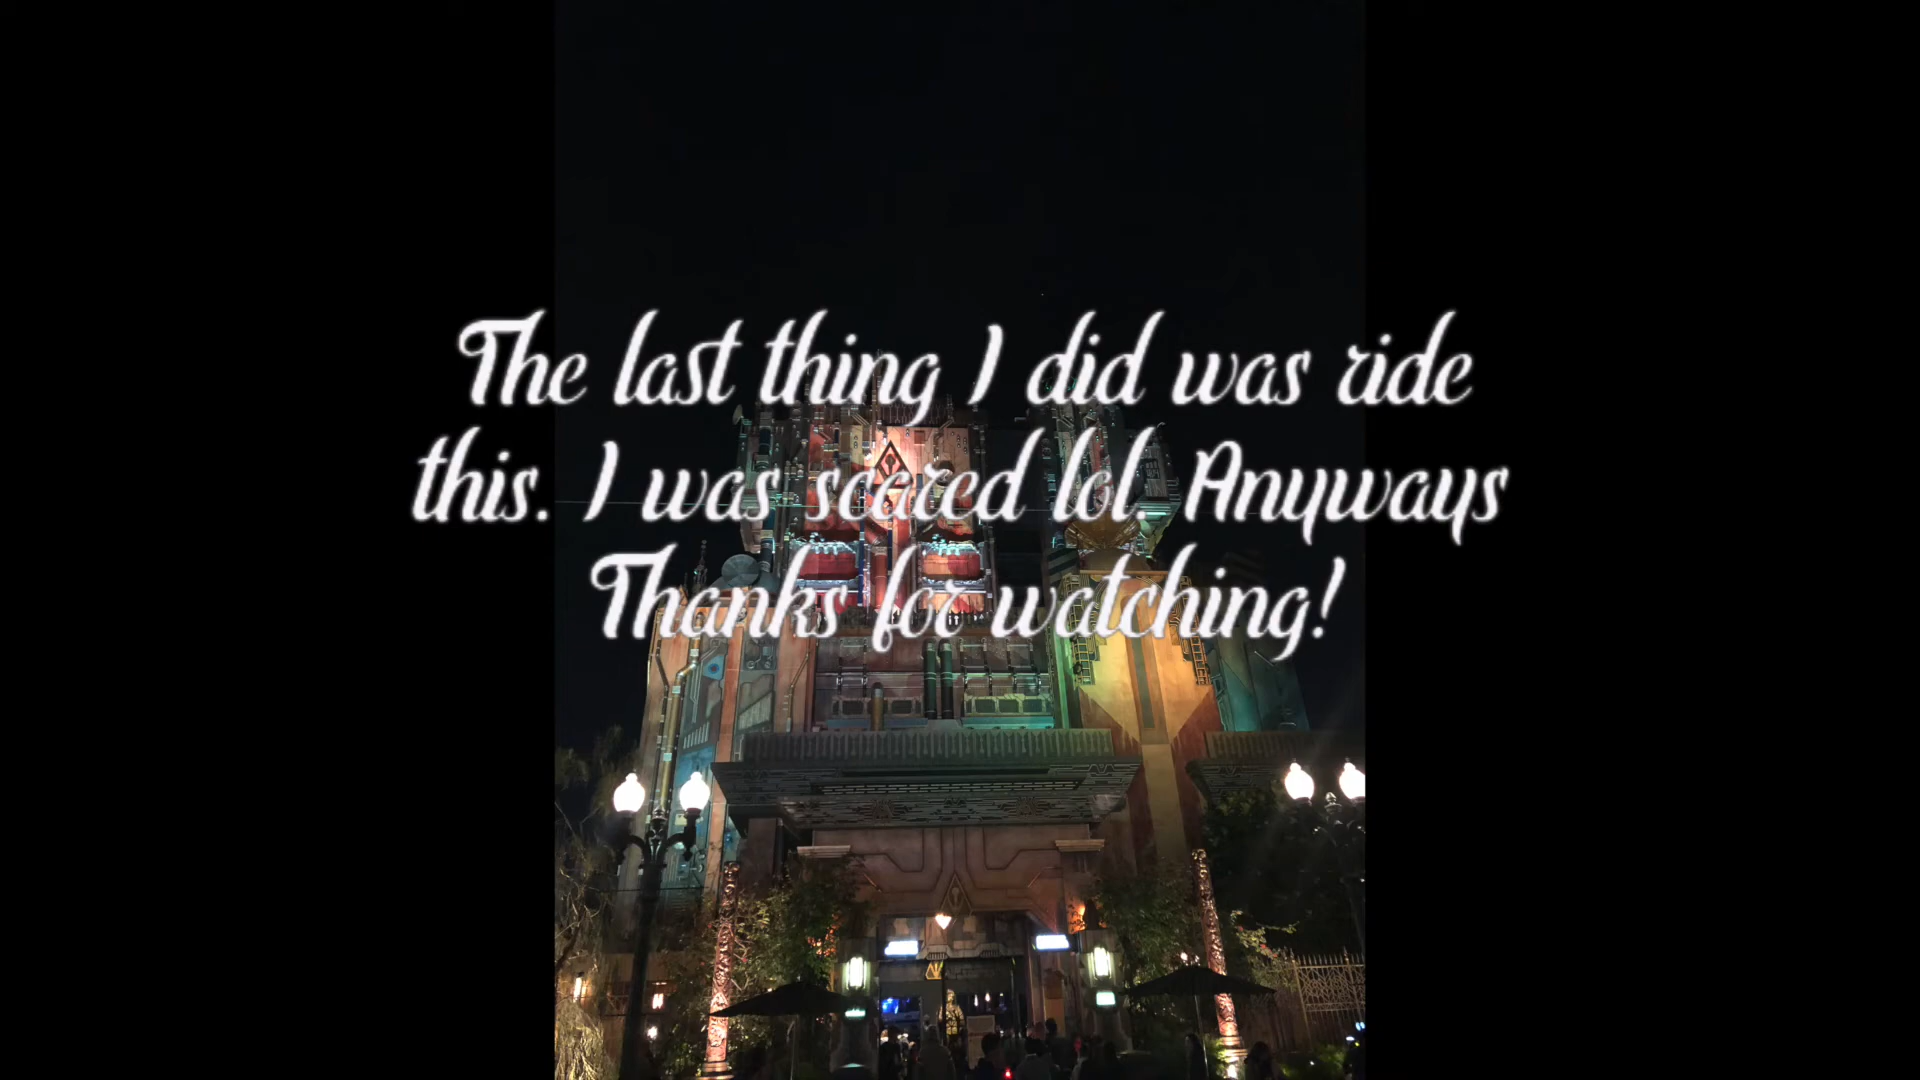 The last thing I did was ride
this. I was scared lol. Anyways
Thanks for watching!